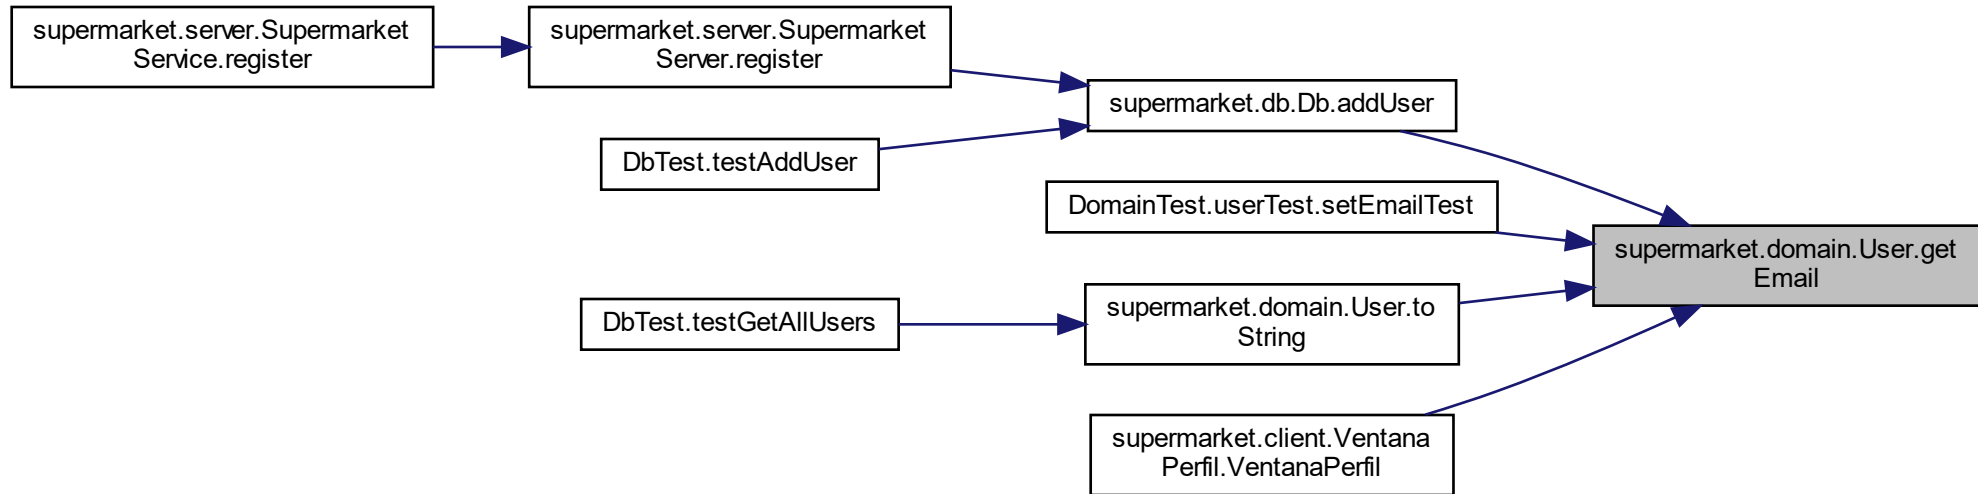 supermarket.server.Supermarket
Service.register
supermarket.server.Supermarket
Server.register
supermarket.db.Db.addUser
DbTest.testAddUser
DomainTest.userTest.setEmailTest
supermarket.domain.User.get
Email
supermarket.domain.User.to
String
DbTest.testGetAllUsers
supermarket.client.Ventana
Perfil.VentanaPerfil